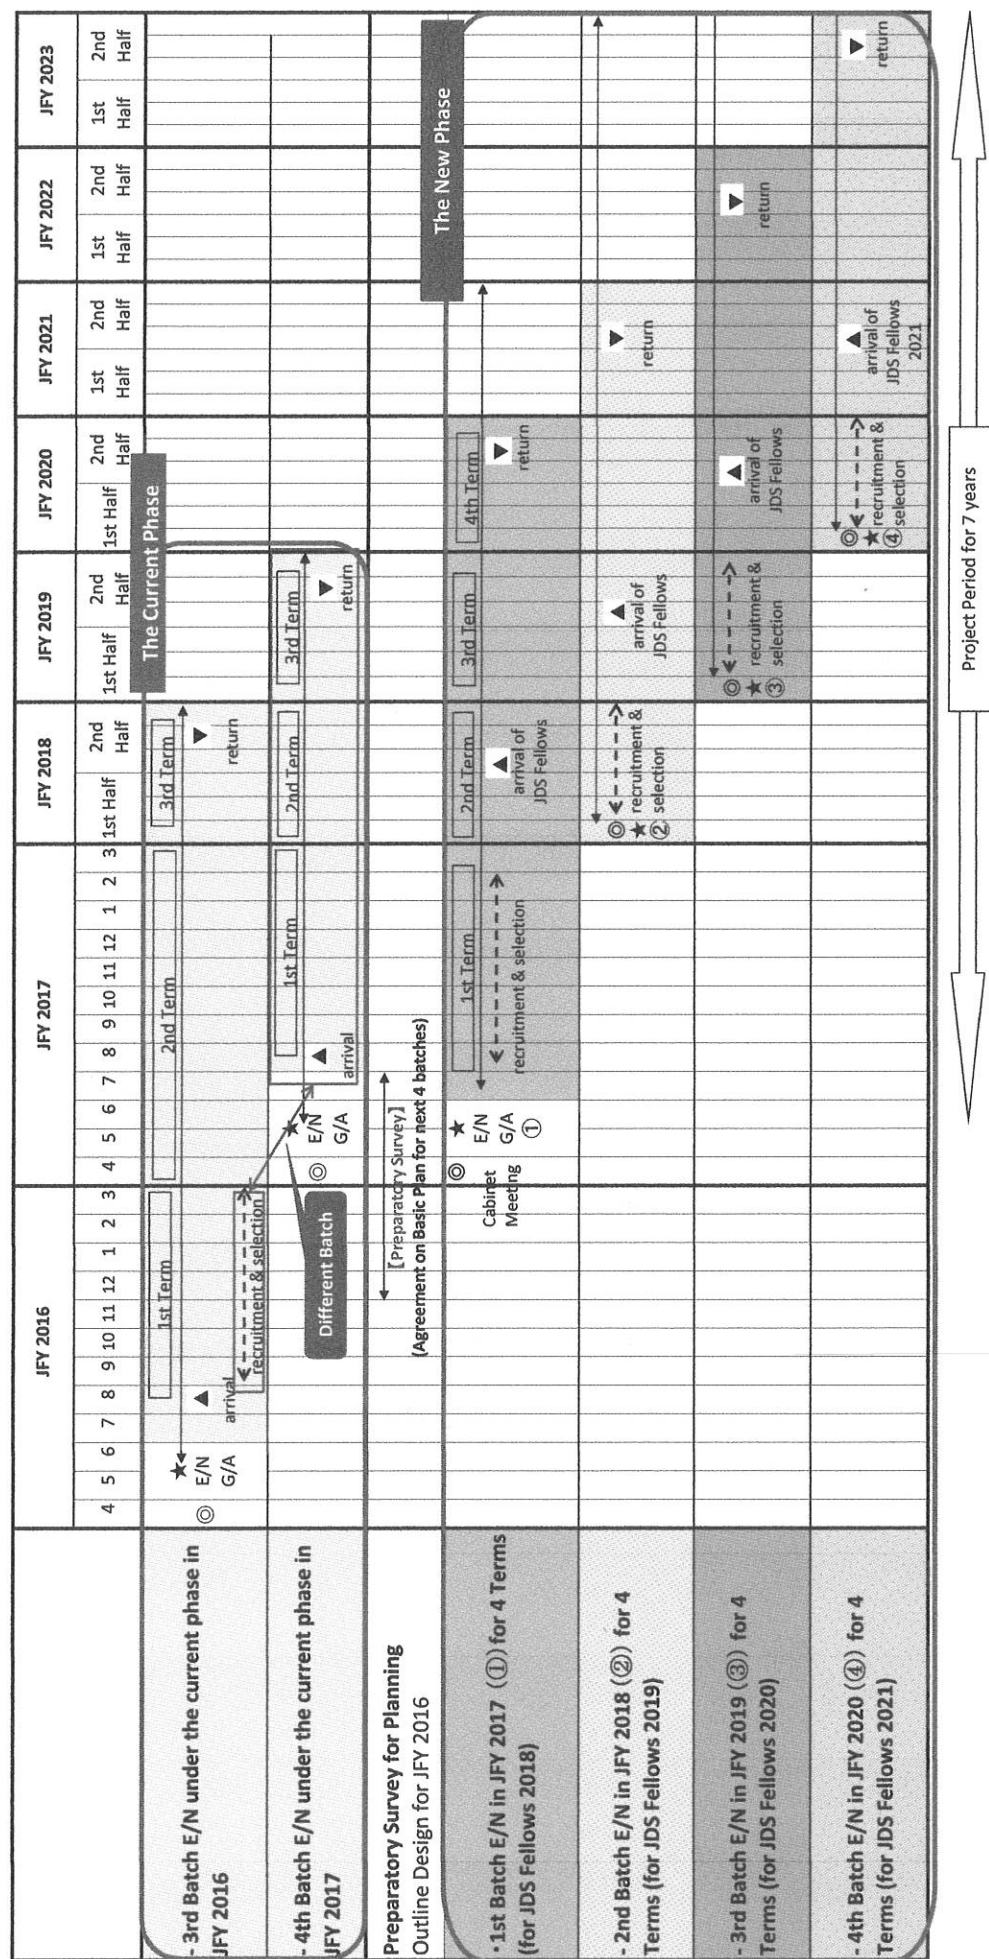 JFY 2016 JFY 2017 JFY 2018 JFY 2019 JFY 2020 JFY 2021 JFY 2022 JFY 2023
4 5 6 7 8 9 10 11 12 1 2 3 4 5 6 7 8 9 10 11 12 1 2 3 1st Half 2nd Half 1st Half 2nd Half 1st Half 2nd Half 1st Half 2nd Half 1st Half 2nd Half 1st Half 2nd Half
The Current Phase
- 3rd Batch E/N under the current phase in
JFY 2016
1st Term 2nd Term 3rd Term
◎ ★ ▲ ▼
E/N
G/A
arrival
return
recruitment & selection
- 4th Batch E/N under the current phase in
JFY 2017
1st Term 2nd Term 3rd Term
Different Batch
◎ ★ ▲ ▼
E/N
G/A
arrival
return
Preparatory Survey for Planning
Outline Design for JFY 2016
【Preparatory Survey】
(Agreement on Basic Plan for next 4 batches)
The New Phase
・1st Batch E/N in JFY 2017 (①) for 4 Terms
(for JDS Fellows 2018)
◎ ★
Cabinet
Meeting
E/N
G/A
①
1st Term 2nd Term 3rd Term 4th Term
recruitment & selection
▲
arrival of
JDS Fellows
▼
return
- 2nd Batch E/N in JFY 2018 (②) for 4
Terms (for JDS Fellows 2019)
◎
★ recruitment &
② selection
▲
arrival of
JDS Fellows
▼
return
- 3rd Batch E/N in JFY 2019 (③) for 4
Terms (for JDS Fellows 2020)
◎
★ recruitment &
③ selection
▲
arrival of
JDS Fellows
▼
return
- 4th Batch E/N in JFY 2020 (④) for 4
Terms (for JDS Fellows 2021)
◎
★ recruitment &
④ selection
▲
arrival of
JDS Fellows
2021
▼
return
Project Period for 7 years